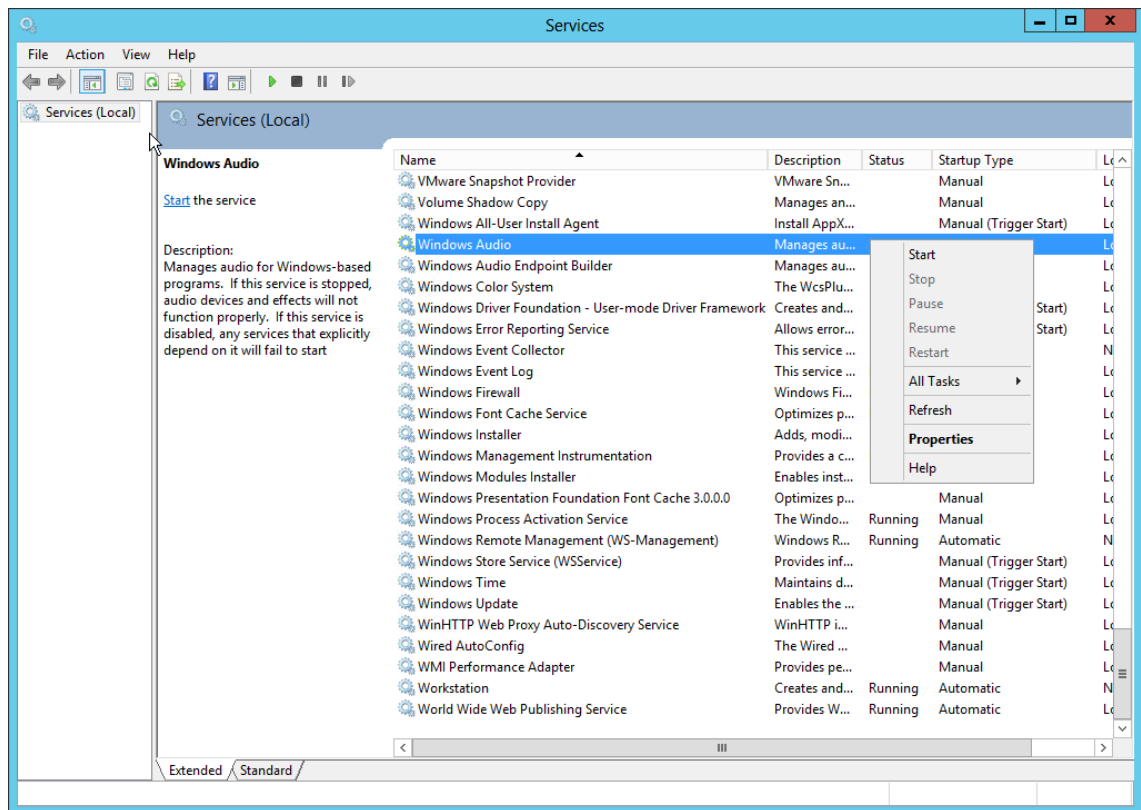 Services
File Action View Help
Services (Local)
Services (Local)
Windows Audio
Start the service
Description:
Manages audio for Windows-based
programs. If this service is stopped,
audio devices and effects will not
function properly. If this service is
disabled, any services that explicitly
depend on it will fail to start
Name Description Status Startup Type
VMware Snapshot Provider VMware Sn... Manual
Volume Shadow Copy Manages an... Manual
Windows All-User Install Agent Install AppX... Manual (Trigger Start)
Windows Audio Manages au...
Windows Audio Endpoint Builder Manages au...
Windows Color System The WcsPlu...
Windows Driver Foundation - User-mode Driver Framework Creates and... Start)
Windows Error Reporting Service Allows error... Start)
Windows Event Collector This service ...
Windows Event Log This service ...
Windows Firewall Windows Fi...
Windows Font Cache Service Optimizes p...
Windows Installer Adds, modi...
Windows Management Instrumentation Provides a c...
Windows Modules Installer Enables inst...
Windows Presentation Foundation Font Cache 3.0.0.0 Optimizes p... Manual
Windows Process Activation Service The Windo... Running Manual
Windows Remote Management (WS-Management) Windows R... Running Automatic
Windows Store Service (WSService) Provides inf... Manual (Trigger Start)
Windows Time Maintains d... Manual (Trigger Start)
Windows Update Enables the ... Manual (Trigger Start)
WinHTTP Web Proxy Auto-Discovery Service WinHTTP i... Manual
Wired AutoConfig The Wired ... Manual
WMI Performance Adapter Provides pe... Manual
Workstation Creates and... Running Automatic
World Wide Web Publishing Service Provides W... Running Automatic
Start
Stop
Pause
Resume
Restart
All Tasks
Refresh
Properties
Help
Extended Standard